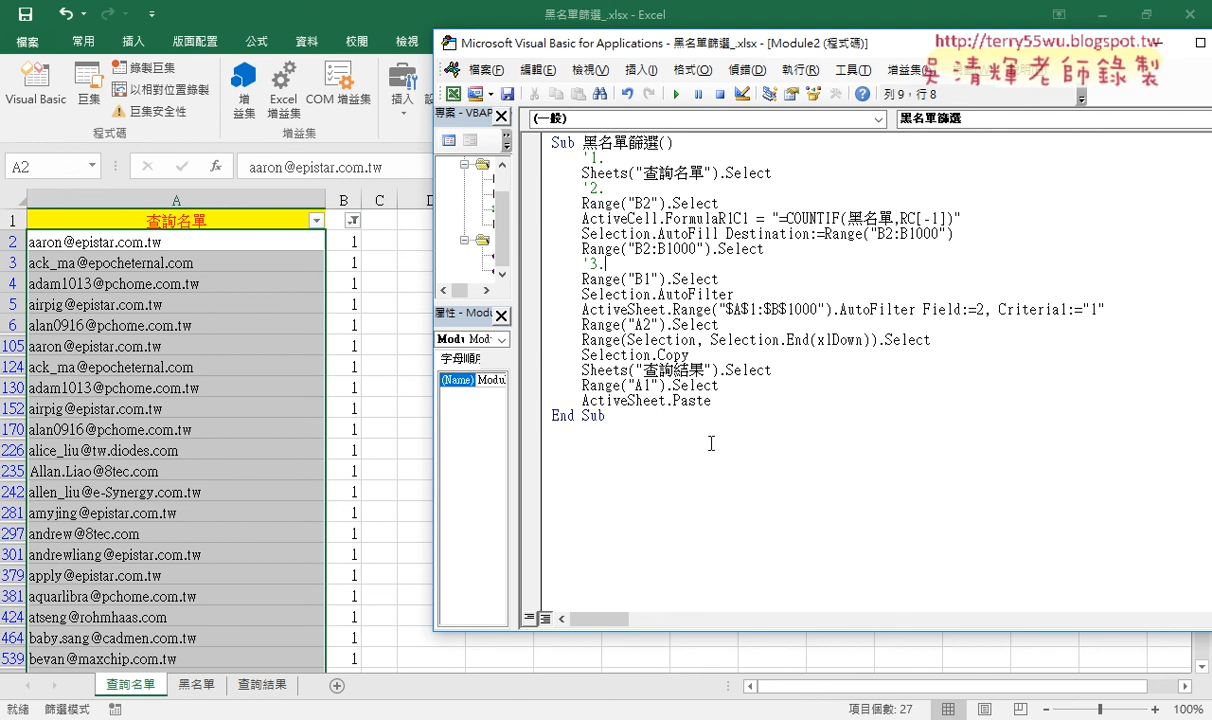 黑名單篩選_.xlsx - Excel
檔案 常用 插入 版面配置 公式 資料 校閱 檢視
Microsoft Visual Basic for Applications - 黑名單篩選_.xlsx - [Module2 (程式碼)]
http://terry55wu.blogspot.tw
吳清輝老師錄製
檔案(F) 編輯(E) 檢視(V) 插入(I) 格式(O) 偵錯(D) 執行(R) 工具(T) 增益集
列 9，行 8
Visual Basic
巨集
錄製巨集
以相對位置錄製
巨集安全性
程式碼
增益集
Excel 增益集
COM 增益集
增益集
插入
專案 - VBAP
(一般)
黑名單篩選
A2
fx
aaron@epistar.com.tw
A B C D
1 查詢名單
2 aaron@epistar.com.tw 1
3 ack_ma@epocheternal.com 1
4 adam1013@pchome.com.tw 1
5 airpig@epistar.com.tw 1
6 alan0916@pchome.com.tw 1
105 aaron@epistar.com.tw 1
124 ack_ma@epocheternal.com 1
130 adam1013@pchome.com.tw 1
152 airpig@epistar.com.tw 1
170 alan0916@pchome.com.tw 1
226 alice_liu@tw.diodes.com 1
235 Allan.Liao@8tec.com 1
242 allen_liu@e-Synergy.com.tw 1
281 amyjing@epistar.com.tw 1
297 andrew@8tec.com 1
301 andrewliang@epistar.com.tw 1
379 apply@epistar.com.tw 1
381 aquarlibra@pchome.com.tw 1
424 atseng@rohmhaas.com 1
464 baby.sang@cadmen.com.tw 1
539 bevan@maxchip.com.tw 1
屬性 - Modu
Modu Mod
字母順序
(Name) Modu
Sub 黑名單篩選()
'1.
Sheets("查詢名單").Select
'2.
Range("B2").Select
ActiveCell.FormulaR1C1 = "=COUNTIF(黑名單,RC[-1])"
Selection.AutoFill Destination:=Range("B2:B1000")
Range("B2:B1000").Select
'3.
Range("B1").Select
Selection.AutoFilter
ActiveSheet.Range("$A$1:$B$1000").AutoFilter Field:=2, Criteria1:="1"
Range("A2").Select
Range(Selection, Selection.End(xlDown)).Select
Selection.Copy
Sheets("查詢結果").Select
Range("A1").Select
ActiveSheet.Paste
End Sub
查詢名單 黑名單 查詢結果
就緒 篩選模式
項目個數: 27
100%